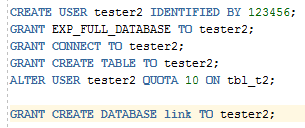 CREATE USER tester2 IDENTIFIED BY 123456;
GRANT EXP_FULL_DATABASE TO tester2;
GRANT CONNECT TO tester2;
GRANT CREATE TABLE TO tester2;
ALTER USER tester2 QUOTA 10 ON tbl_t2;
GRANT CREATE DATABASE link TO tester2;